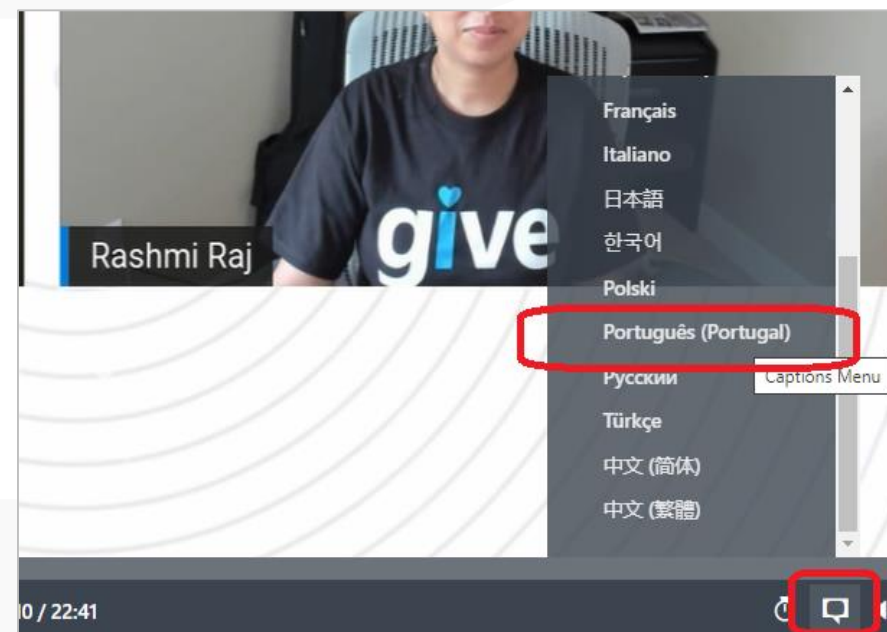 give
Rashmi Raj
Français
Italiano
日本語
한국어
Polski
Português (Portugal)
Русский
Captions Menu
Türkçe
中文 (简体)
中文 (繁體)
/ 22:41